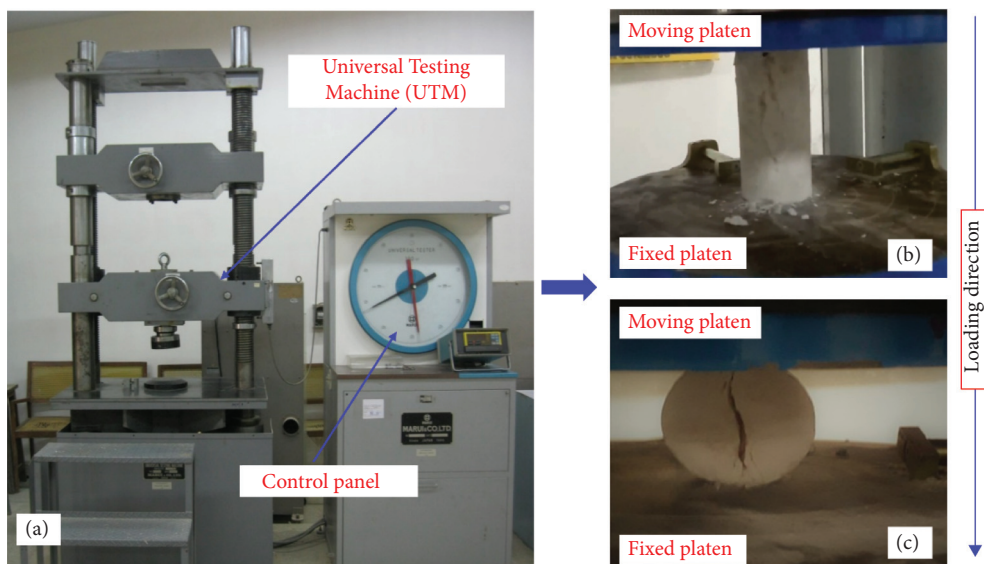 Universal Testing
Machine (UTM)
UNIVERSAL TESTER
MARUI & CO., LTD.
Control panel
(a)
Moving platen
Fixed platen
(b)
Moving platen
Fixed platen
(c)
Loading direction